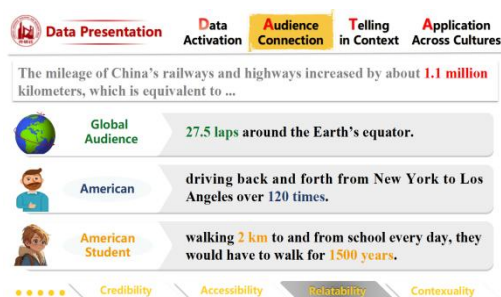 Data Presentation
Data Activation
Audience Connection
Telling in Context
Application Across Cultures
The mileage of China's railways and highways increased by about 1.1 million
kilometers, which is equivalent to ...
Global Audience
27.5 laps around the Earth's equator.
American
driving back and forth from New York to Los
Angeles over 120 times.
American Student
walking 2 km to and from school every day, they
would have to walk for 1500 years.
Credibility
Accessibility
Relatability
Contexuality